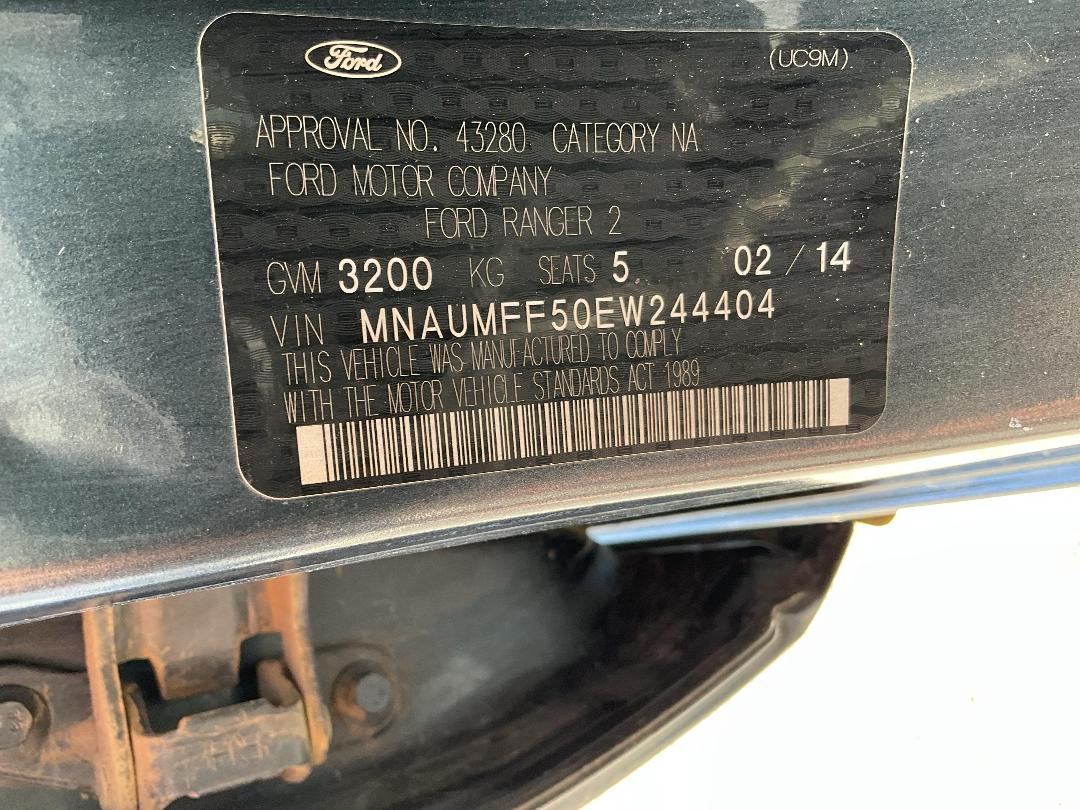 Ford (UC9M)
APPROVAL NO. 43280 CATEGORY NA
FORD MOTOR COMPANY
FORD RANGER 2
GVM 3200 KG SEATS 5 02 / 14
VIN MNAUMFF50EW244404
THIS VEHICLE WAS MANUFACTURED TO COMPLY
WITH THE MOTOR VEHICLE STANDARDS ACT 1989